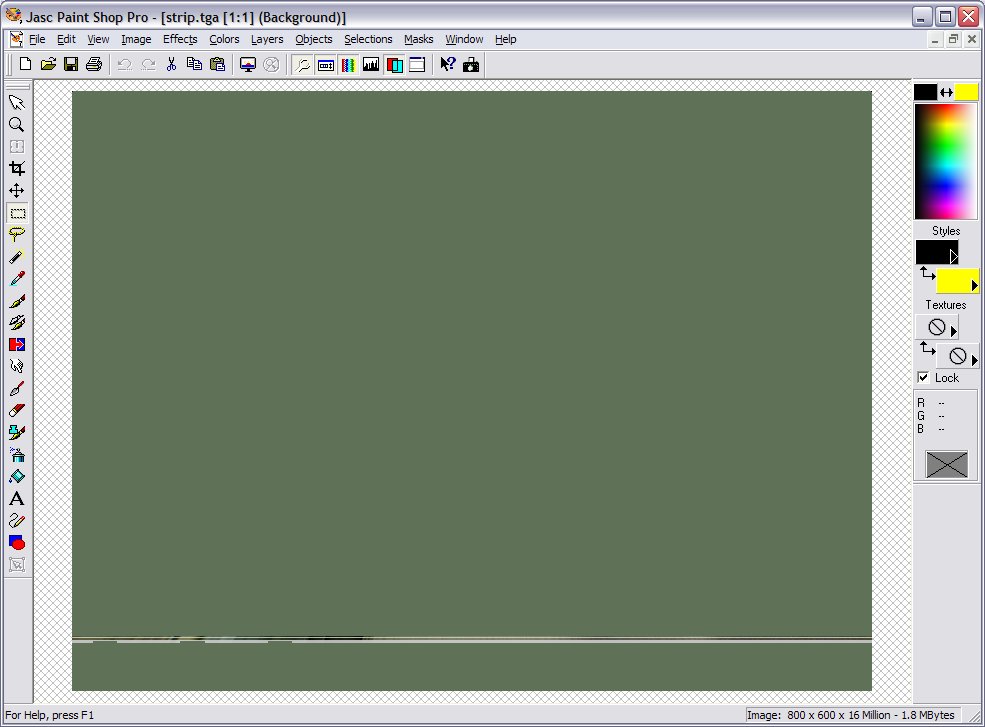 Jasc Paint Shop Pro - [strip.tga [1:1] (Background)]
File Edit View Image Effects Colors Layers Objects Selections Masks Window Help
Styles
Textures
Lock
R --
G --
B --
For Help, press F1
Image: 800 x 600 x 16 Million - 1.8 MBytes